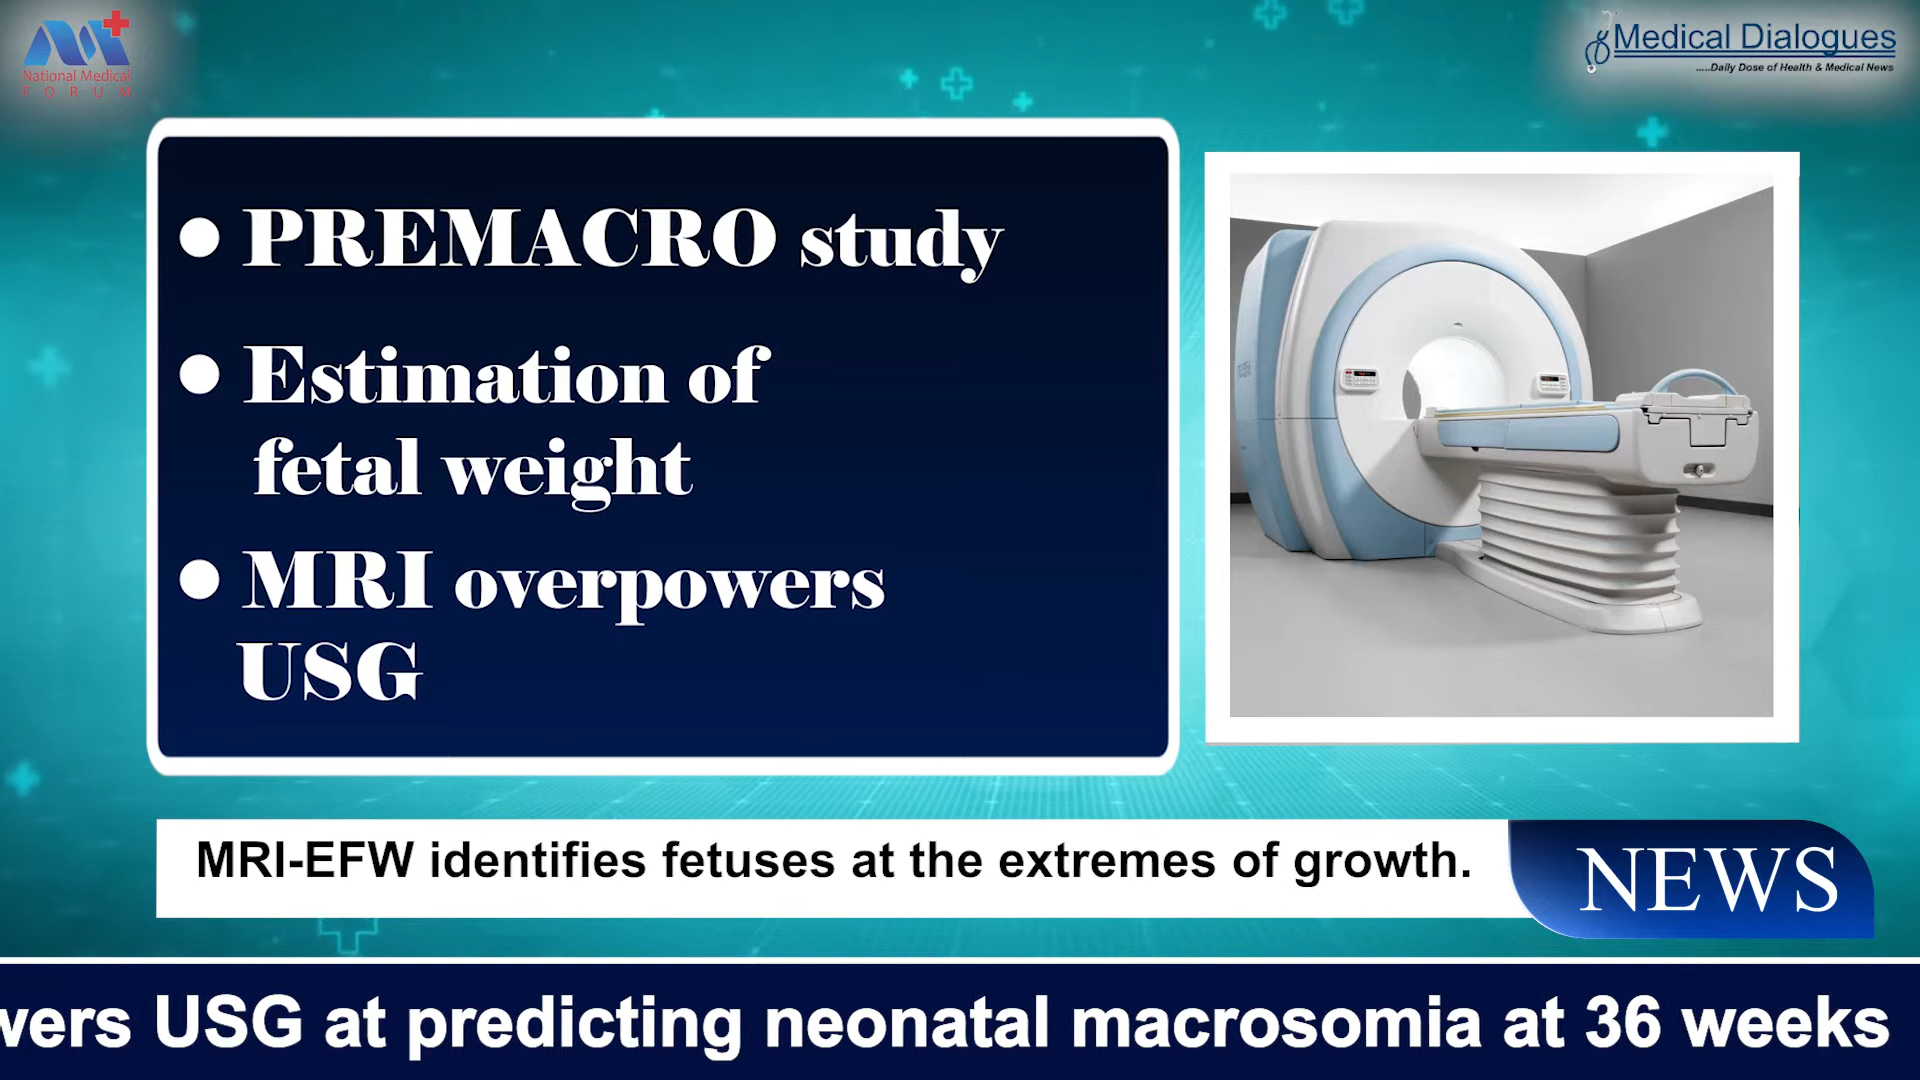 National Medical
FORUM
Medical Dialogues
.....Daily Dose of Health & Medical News
• PREMACRO study
• Estimation of
fetal weight
• MRI overpowers
USG
MRI-EFW identifies fetuses at the extremes of growth.
NEWS
USG at predicting neonatal macrosomia at 36 weeks